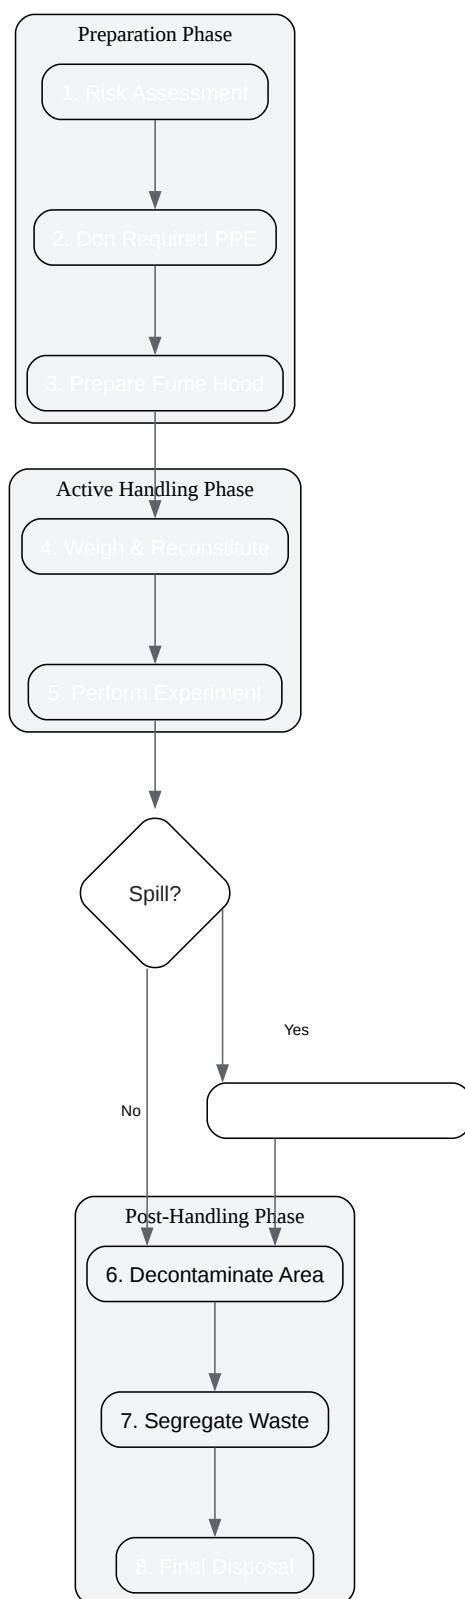 Preparation Phase
1. Risk Assessment
2. Don Required PPE
3. Prepare Fume Hood
Active Handling Phase
4. Weigh & Reconstitute
5. Perform Experiment
Spill?
Yes
No
Post-Handling Phase
6. Decontaminate Area
7. Segregate Waste
8. Final Disposal